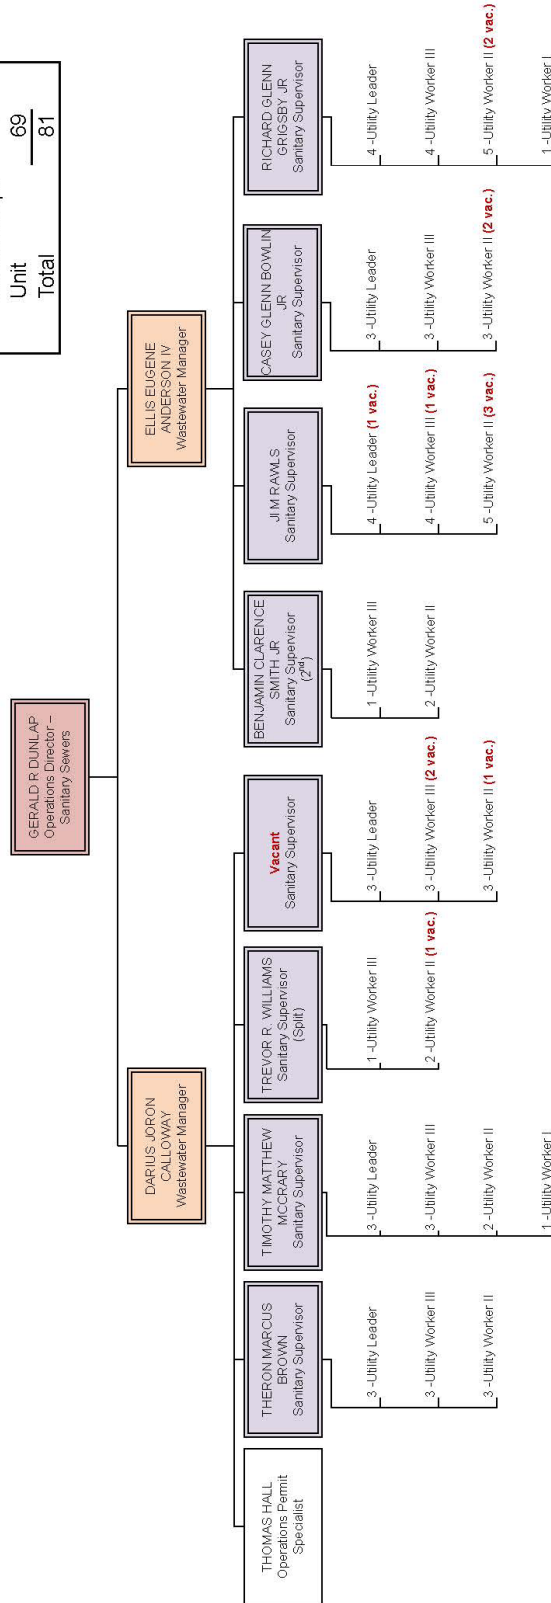 Unit 69
Total 81
GERALD R DUNLAP
Operations Director –
Sanitary Sewers
DARIUS JORON
CALLOWAY
Wastewater Manager
ELLIS EUGENE
ANDERSON IV
Wastewater Manager
THOMAS HALL
Operations Permit
Specialist
THERON MARCUS
BROWN
Sanitary Supervisor
3 -Utility Leader
3 -Utility Worker III
3 -Utility Worker II
TIMOTHY MATTHEW
MCCRARY
Sanitary Supervisor
3 -Utility Leader
3 -Utility Worker III
2 -Utility Worker II
1 -Utility Worker I
TREVOR R. WILLIAMS
Sanitary Supervisor
(Split)
1 -Utility Worker III
2 -Utility Worker II (1 vac.)
Vacant
Sanitary Supervisor
3 -Utility Leader
3 -Utility Worker III (2 vac.)
3 -Utility Worker II (1 vac.)
BENJAMIN CLARENCE
SMITH JR
Sanitary Supervisor
(2nd)
1 -Utility Worker III
2 -Utility Worker II
JIM RAWLS
Sanitary Supervisor
4 -Utility Leader (1 vac.)
4 -Utility Worker III (1 vac.)
5 -Utility Worker II (3 vac.)
CASEY GLENN BOWLIN
JR
Sanitary Supervisor
3 -Utility Leader
3 -Utility Worker III
3 -Utility Worker II (2 vac.)
RICHARD GLENN
GRIGSBY JR
Sanitary Supervisor
4 -Utility Leader
4 -Utility Worker III
5 -Utility Worker II (2 vac.)
1 -Utility Worker I